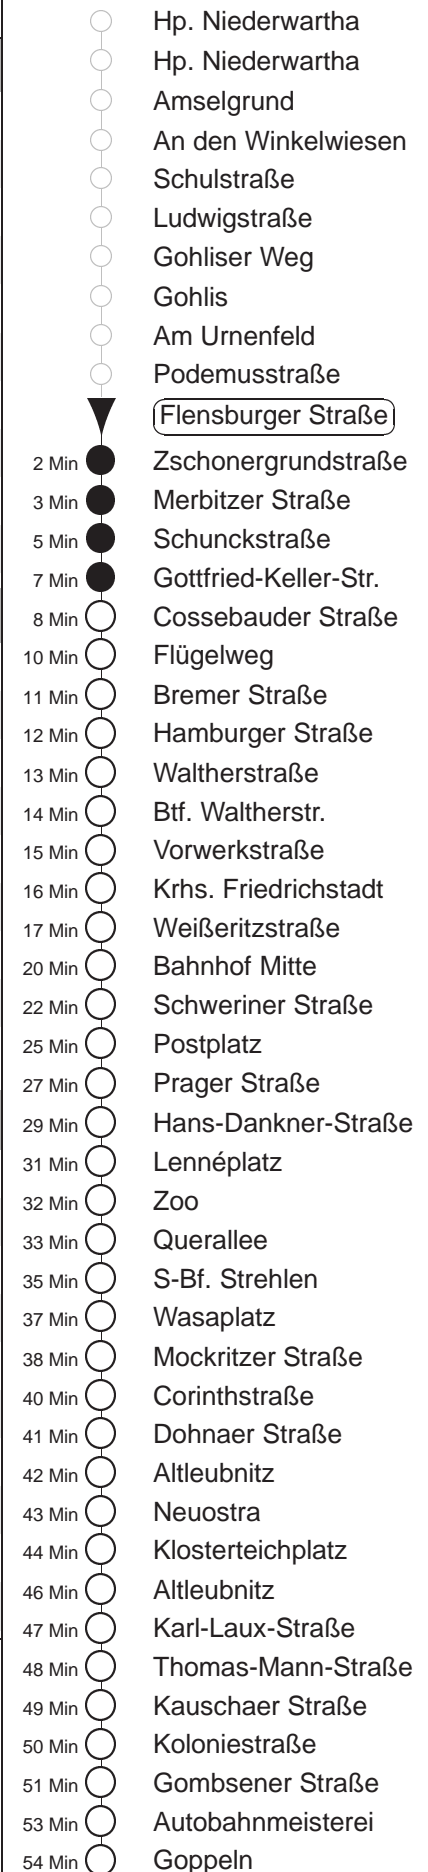 Hp. Niederwartha
Hp. Niederwartha
Amselgrund
An den Winkelwiesen
Schulstraße
Ludwigstraße
Gohliser Weg
Gohlis
Am Urnenfeld
Podemusstraße
Flensburger Straße
2 Min Zschonergrundstraße
3 Min Merbitzer Straße
5 Min Schunckstraße
7 Min Gottfried-Keller-Str.
8 Min Cossebauder Straße
10 Min Flügelweg
11 Min Bremer Straße
12 Min Hamburger Straße
13 Min Waltherstraße
14 Min Btf. Waltherstr.
15 Min Vorwerkstraße
16 Min Krhs. Friedrichstadt
17 Min Weißeritzstraße
20 Min Bahnhof Mitte
22 Min Schweriner Straße
25 Min Postplatz
27 Min Prager Straße
29 Min Hans-Dankner-Straße
31 Min Lennéplatz
32 Min Zoo
33 Min Querallee
35 Min S-Bf. Strehlen
37 Min Wasaplatz
38 Min Mockritzer Straße
40 Min Corinthstraße
41 Min Dohnaer Straße
42 Min Altleubnitz
43 Min Neuostra
44 Min Klosterteichplatz
46 Min Altleubnitz
47 Min Karl-Laux-Straße
48 Min Thomas-Mann-Straße
49 Min Kauschaer Straße
50 Min Koloniestraße
51 Min Gombsener Straße
53 Min Autobahnmeisterei
54 Min Goppeln